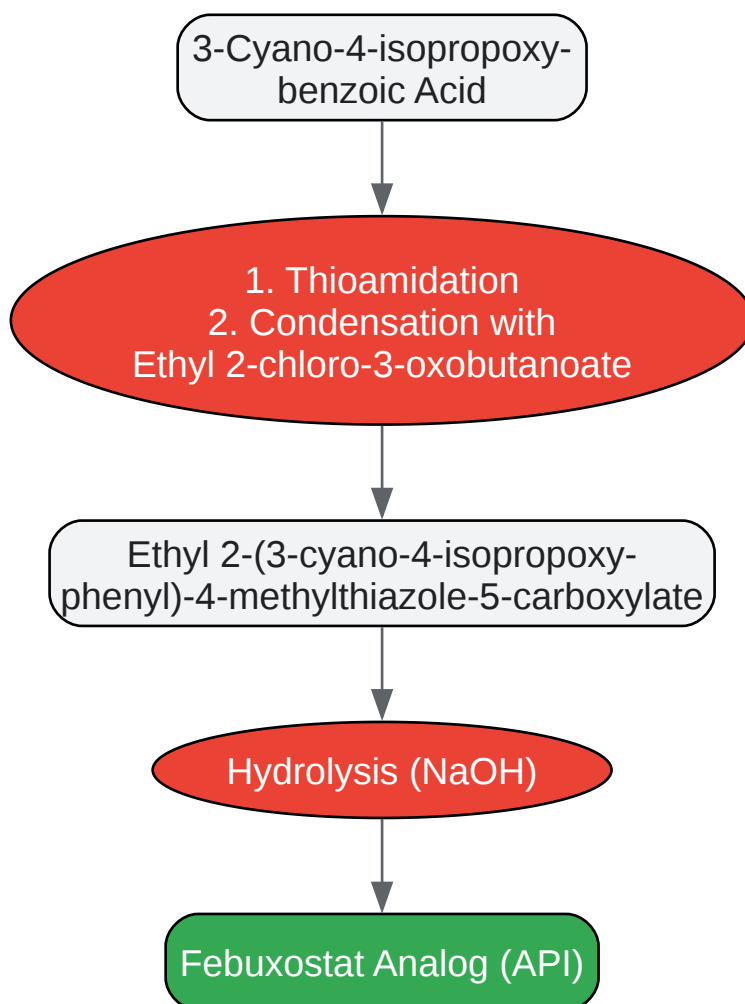 3-Cyano-4-isopropoxy-
benzoic Acid
1. Thioamidation
2. Condensation with
Ethyl 2-chloro-3-oxobutanoate
Ethyl 2-(3-cyano-4-isopropoxy-
phenyl)-4-methylthiazole-5-carboxylate
Hydrolysis (NaOH)
Febuxostat Analog (API)